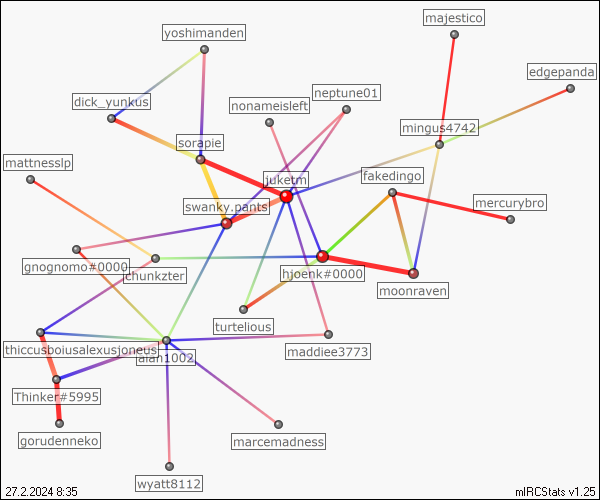 majestico
yoshimanden
edgepanda
neptune01
dick_yunkus
nonameisleft
mingus4742
sorapie
mattnesslp
juketm
fakedingo
swanky.pants
mercurybro
gnognomo#0000
chunkzter
hjoenk#0000
moonraven
turtelious
thiccusboiusalexusjoneus
maddiee3773
alan1002
Thinker#5995
gorudenneko
marcemadness
wyatt8112
27.2.2024 8:35
mIRCStats v1.25